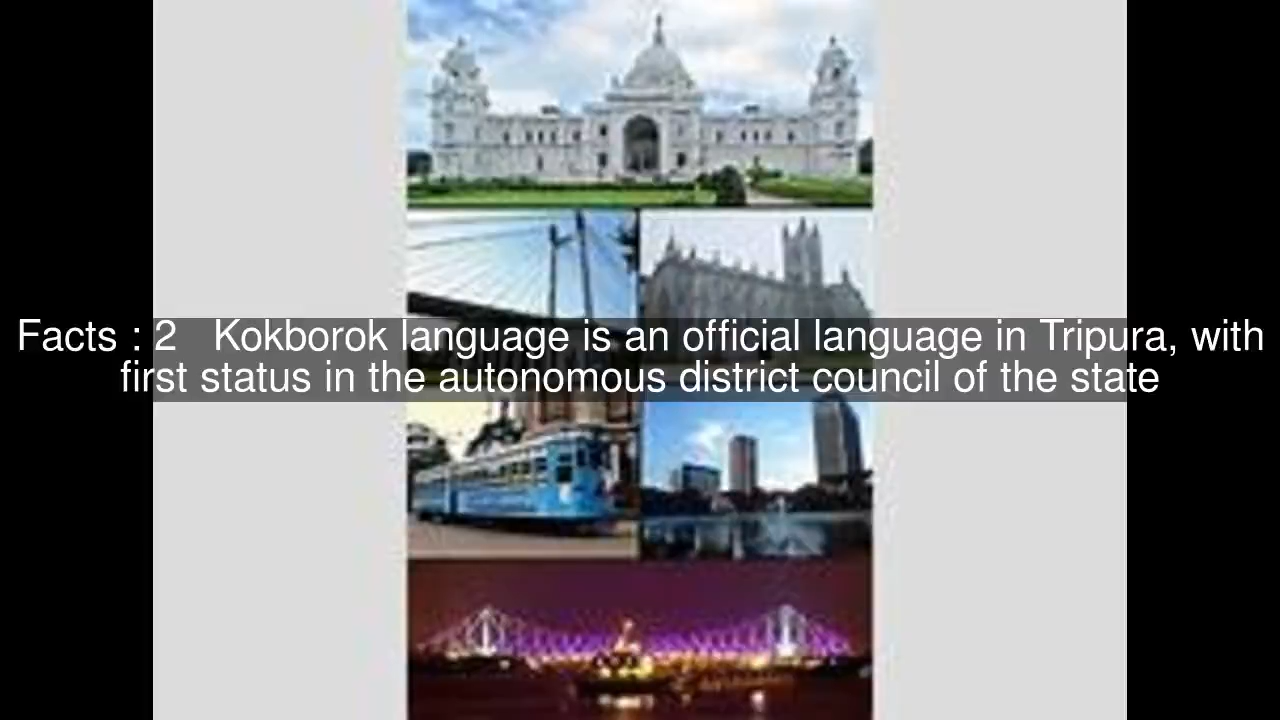 Facts : 2   Kokborok language is an official language in Tripura, with
first status in the autonomous district council of the state